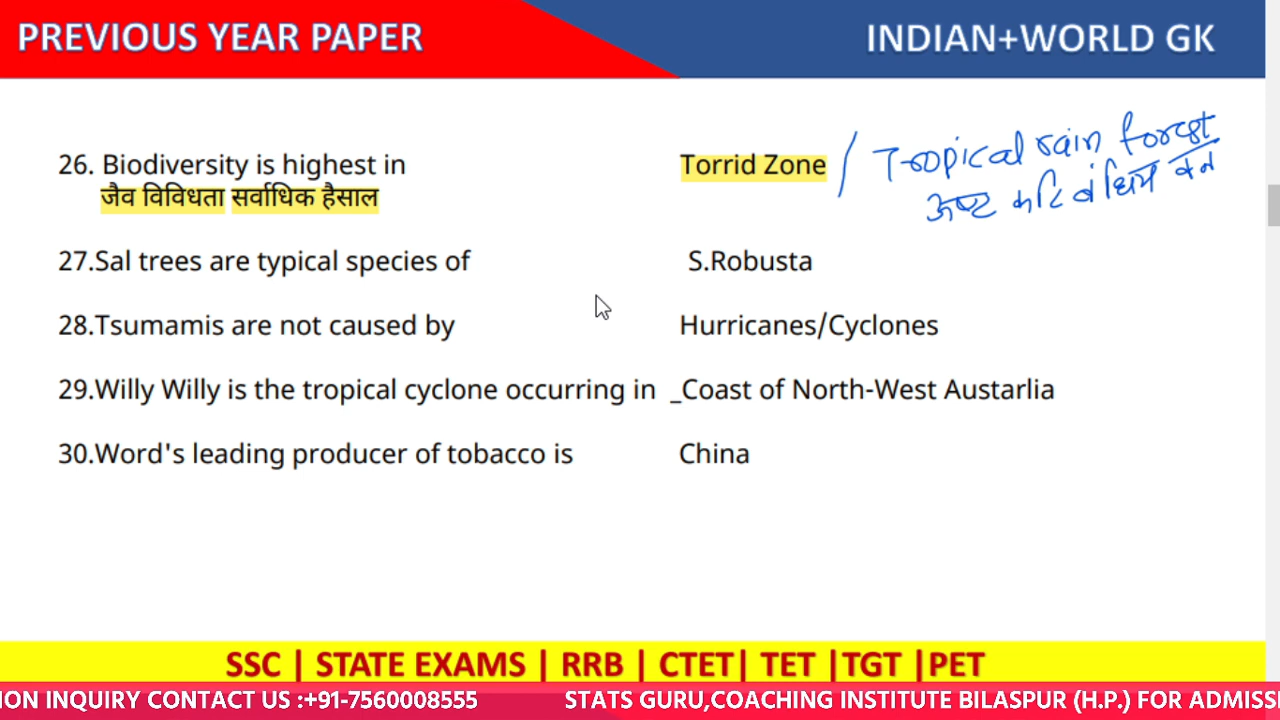 PREVIOUS YEAR PAPER
INDIAN+WORLD GK
26. Biodiversity is highest in Torrid Zone / Tropical rain forest
जैव विविधता सर्वाधिक हैसाल
ऊष्ट कटि बंधिय वन
27.Sal trees are typical species of S.Robusta
28.Tsumamis are not caused by Hurricanes/Cyclones
29.Willy Willy is the tropical cyclone occurring in _Coast of North-West Austarlia
30.Word's leading producer of tobacco is China
SSC | STATE EXAMS | RRB | CTET| TET |TGT |PET
ON INQUIRY CONTACT US :+91-7560008555 STATS GURU,COACHING INSTITUTE BILASPUR (H.P.) FOR ADMISS